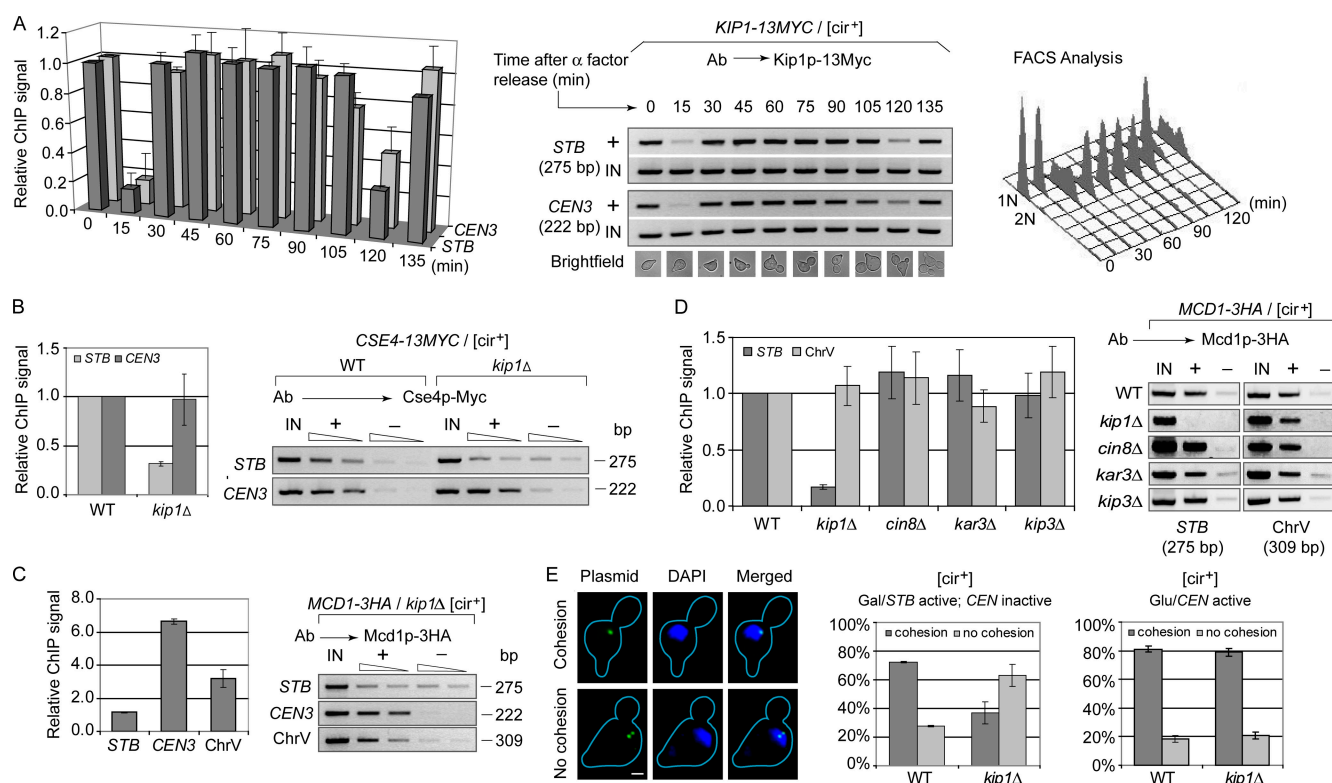 A
Relative ChIP signal
1.2
1.0
0.8
0.6
0.4
0.2
0.0
0 15 30 45 60 75 90 105 120 135
(min)
CEN3
STB
KIP1-13MYC / [cir+]
Time after α factor
release (min)
Ab → Kip1p-13Myc
0 15 30 45 60 75 90 105 120 135
STB
(275 bp)
+
IN
CEN3
(222 bp)
+
IN
Brightfield
FACS Analysis
1N
2N
0 30 60 90 120
(min)
B
Relative ChIP signal
1.5
1.0
0.5
0.0
STB CEN3
WT kip1Δ
CSE4-13MYC / [cir+]
WT kip1Δ
Ab → Cse4p-Myc
IN + − IN + − bp
STB 275
CEN3 222
C
Relative ChIP signal
8.0
6.0
4.0
2.0
.0
STB CEN3 ChrV
MCD1-3HA / kip1Δ [cir+]
Ab → Mcd1p-3HA
IN + − bp
STB 275
CEN3 222
ChrV 309
D
Relative ChIP signal
1.5
1.0
0.5
0.0
STB ChrV
WT kip1Δ cin8Δ kar3Δ kip3Δ
MCD1-3HA / [cir+]
Ab → Mcd1p-3HA
IN + − IN + −
WT
kip1Δ
cin8Δ
kar3Δ
kip3Δ
STB
(275 bp)
ChrV
(309 bp)
E
Plasmid DAPI Merged
Cohesion
No cohesion
[cir+]
Gal/STB active; CEN inactive
cohesion no cohesion
100%
80%
60%
40%
20%
0%
WT kip1Δ
[cir+]
Glu/CEN active
cohesion no cohesion
100%
80%
60%
40%
20%
0%
WT kip1Δ